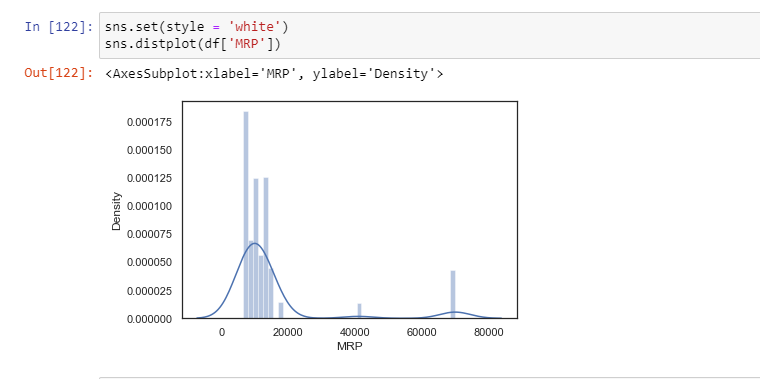 In [122]: sns.set(style = 'white')
sns.distplot(df['MRP'])
Out[122]: <AxesSubplot:xlabel='MRP', ylabel='Density'>
0.000175
0.000150
0.000125
0.000100
0.000075
0.000050
0.000025
0.000000
Density
0 20000 40000 60000 80000
MRP